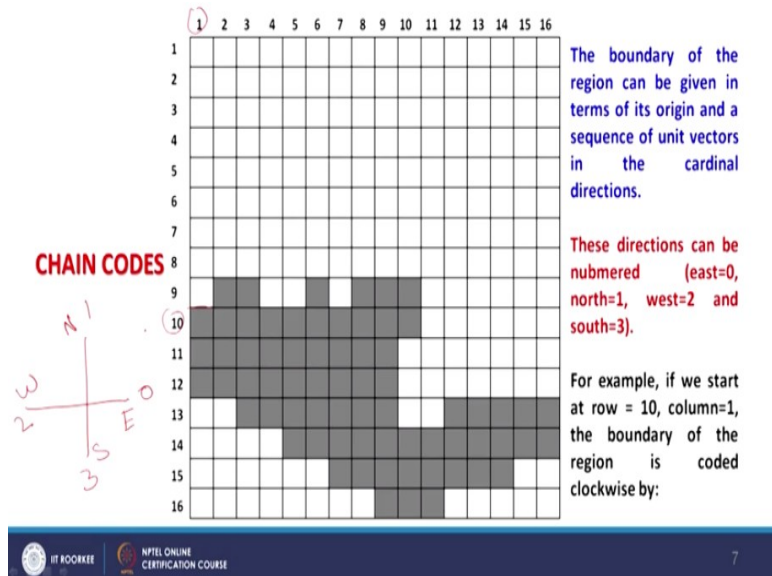 1 2 3 4 5 6 7 8 9 10 11 12 13 14 15 16
1
2
3
4
5
6
7
8
9
10
11
12
13
14
15
16
CHAIN CODES
N 1
W
2
O
E
S
3
The boundary of the
region can be given in
terms of its origin and a
sequence of unit vectors
in the cardinal
directions.
These directions can be
nubmered (east=0,
north=1, west=2 and
south=3).
For example, if we start
at row = 10, column=1,
the boundary of the
region is coded
clockwise by:
IIT ROORKEE
NPTEL ONLINE
CERTIFICATION COURSE
7